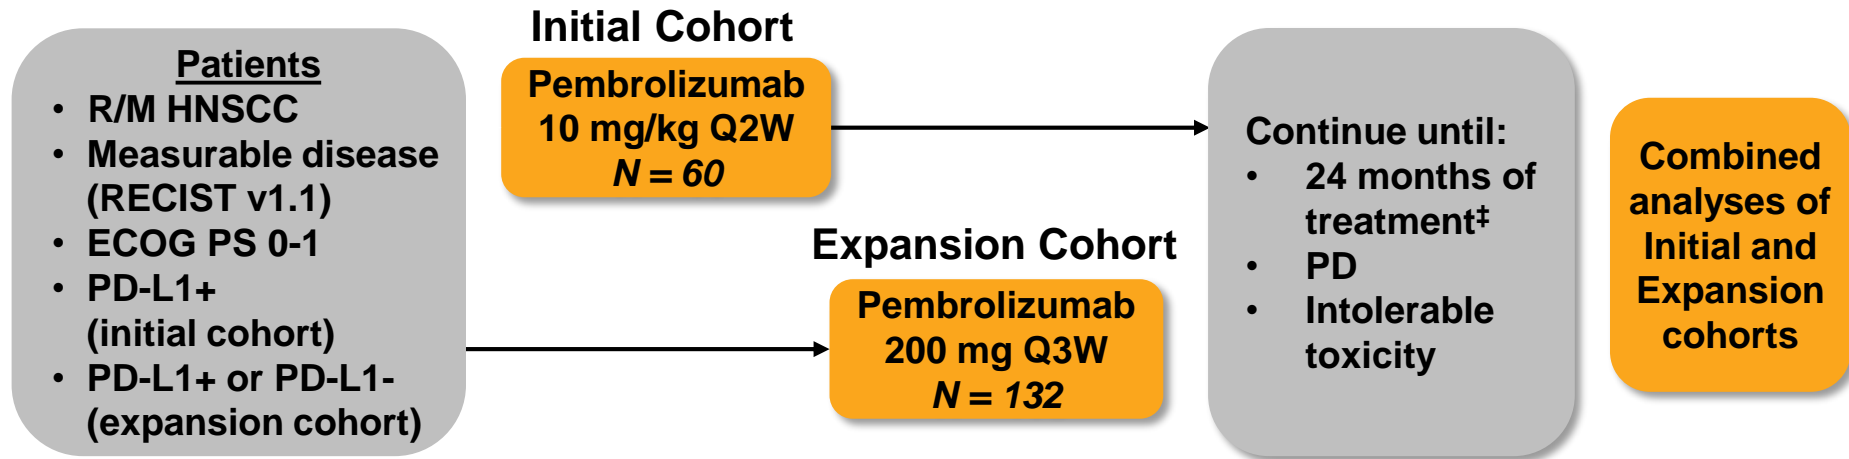 Patients
• R/M HNSCC
• Measurable disease
(RECIST v1.1)
• ECOG PS 0-1
• PD-L1+
(initial cohort)
• PD-L1+ or PD-L1-
(expansion cohort)
Initial Cohort
Pembrolizumab
10 mg/kg Q2W
N = 60
Expansion Cohort
Pembrolizumab
200 mg Q3W
N = 132
Continue until:
• 24 months of
treatment‡
• PD
• Intolerable
toxicity
Combined
analyses of
Initial and
Expansion
cohorts